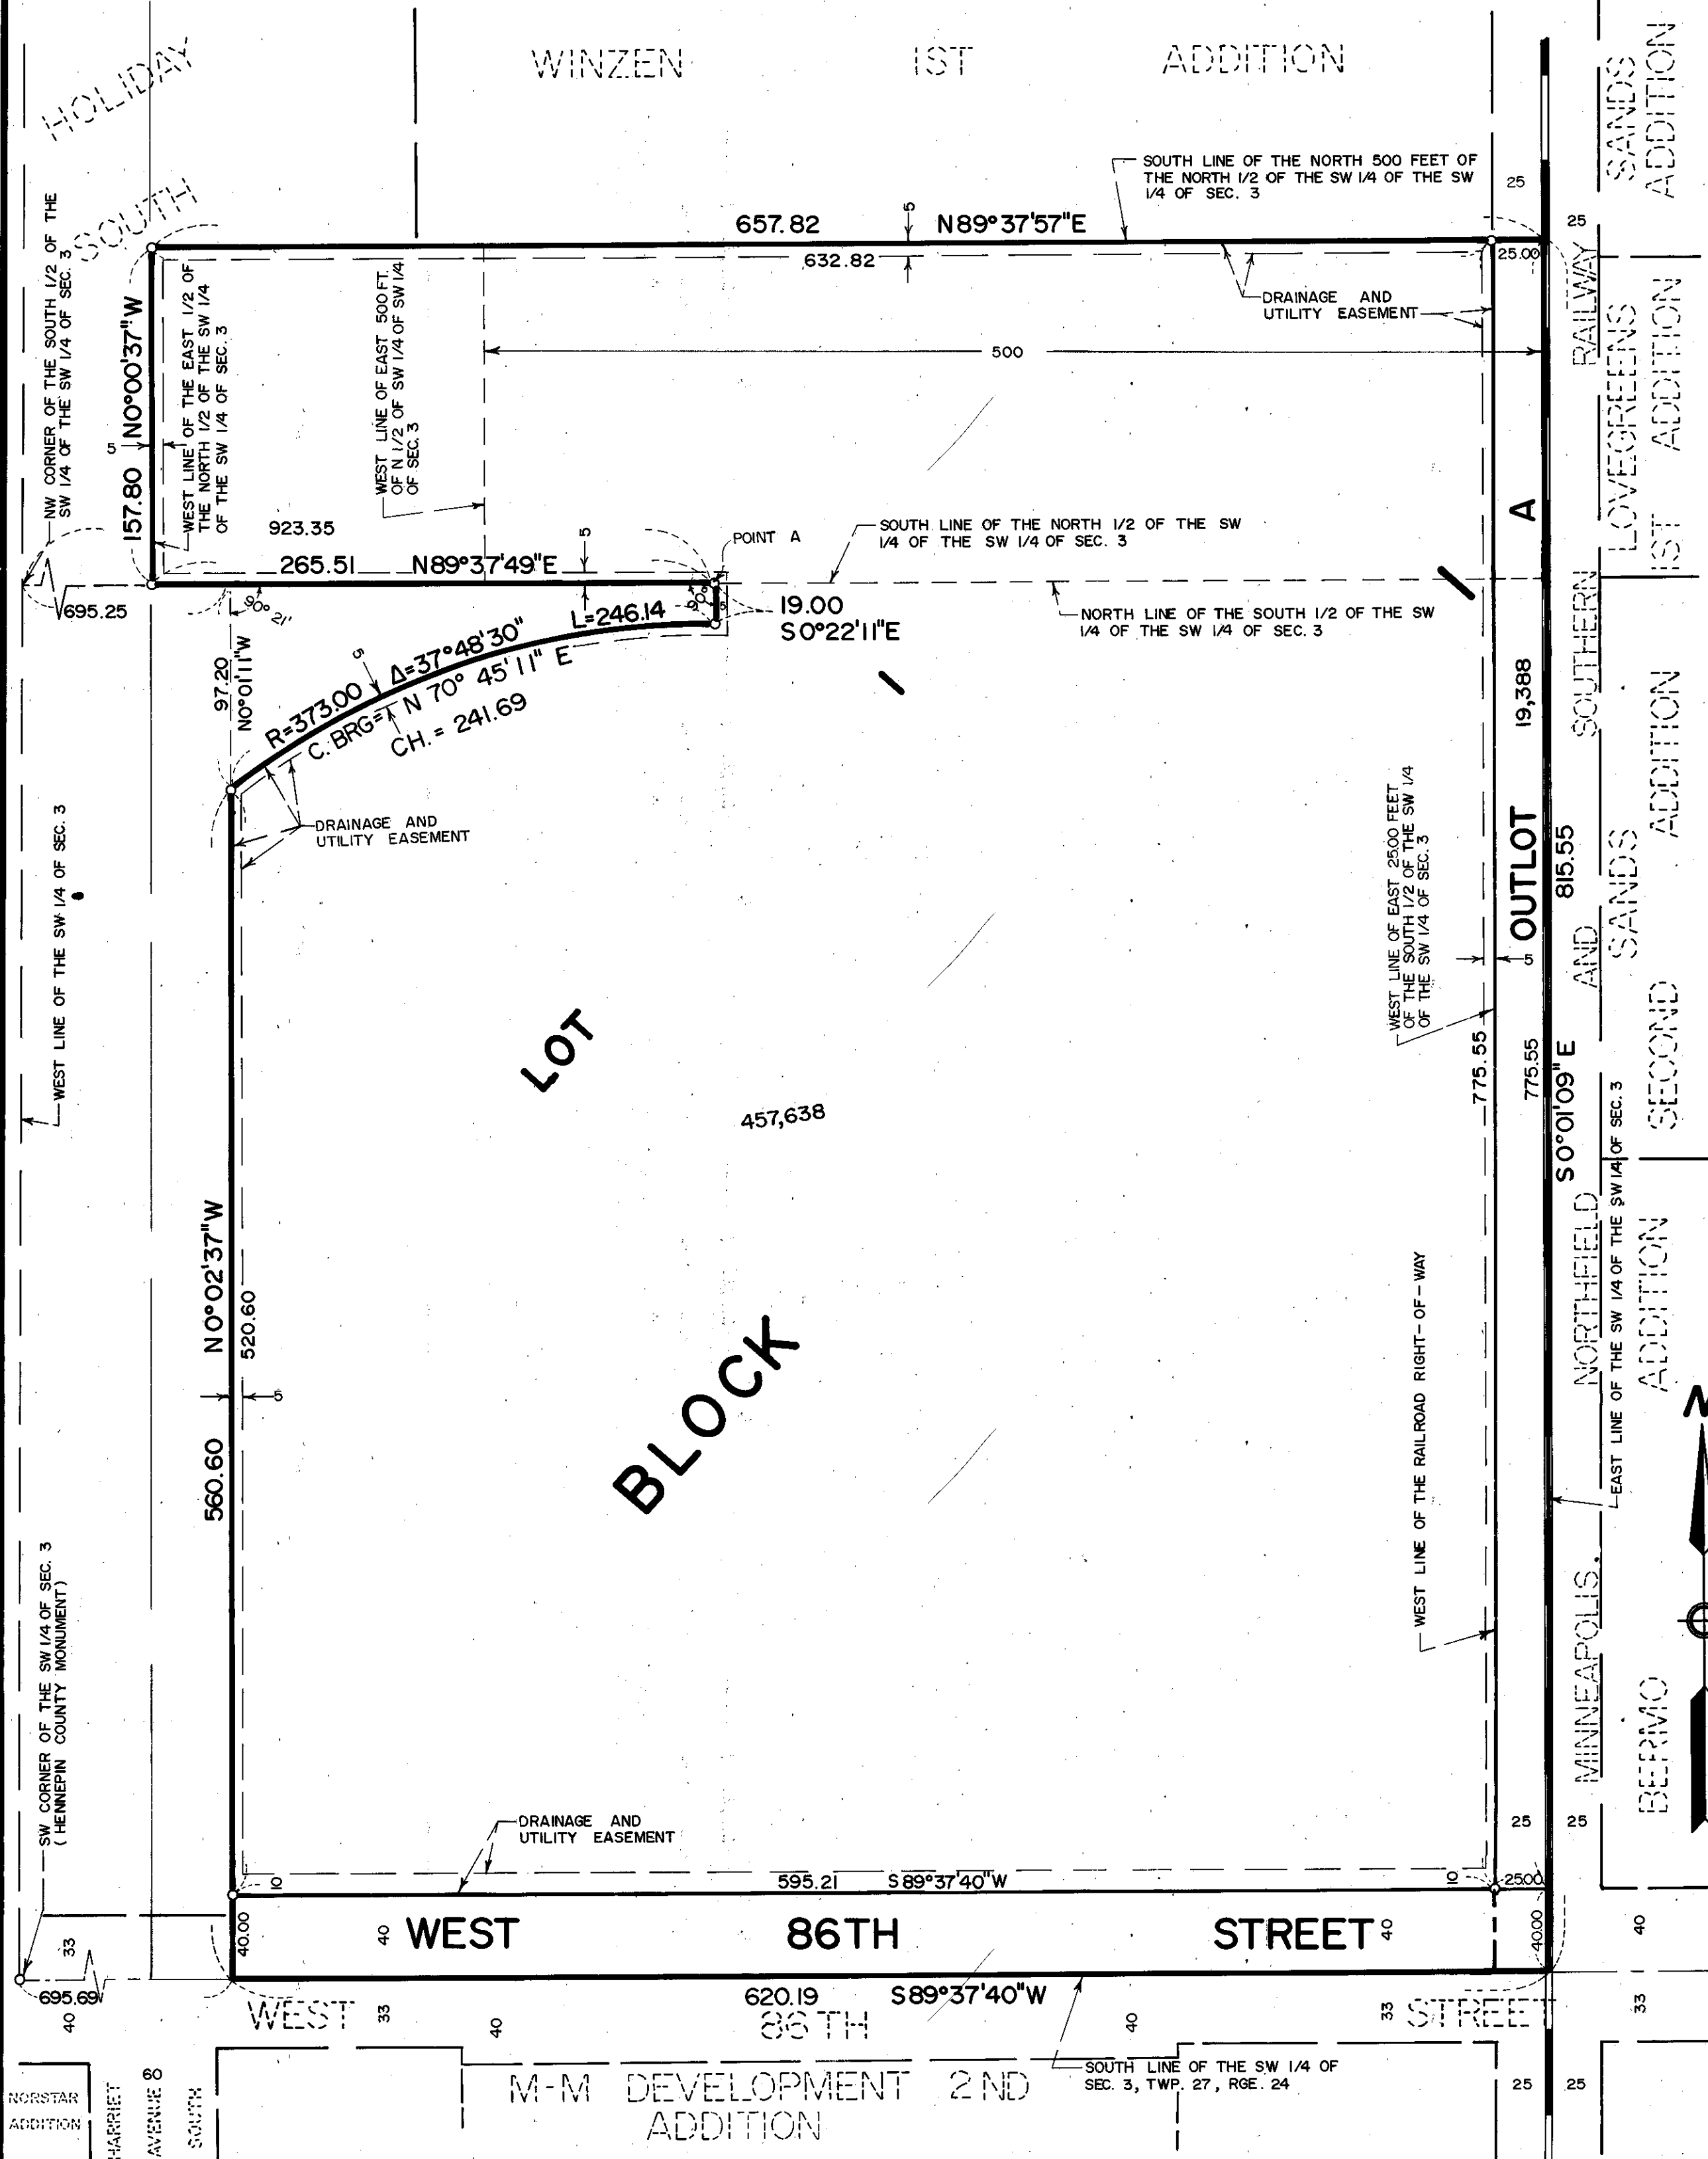 HOLIDAY
SOUTH
WINZEN 1ST ADDITION
SANDS
ADDITION
SOUTH LINE OF THE NORTH 500 FEET OF
THE NORTH 1/2 OF THE SW 1/4 OF THE SW
1/4 OF SEC. 3
25
25
657.82
5
N89°37'57"E
632.82
25.00
DRAINAGE AND
UTILITY EASEMENT
RAILWAY
LOVEGREENS
1ST ADDITION
NW CORNER OF THE SOUTH 1/2 OF THE
SW 1/4 OF THE SW 1/4 OF SEC. 3
157.80 N0°00'37"W
5
WEST LINE OF THE EAST 1/2 OF
THE NORTH 1/2 OF THE SW 1/4
OF THE SW 1/4 OF SEC. 3
WEST LINE OF EAST 500 FT.
OF N 1/2 OF SW 1/4 OF SW 1/4
OF SEC. 3
500
923.35
265.51 N89°37'49"E
5
POINT A
SOUTH LINE OF THE NORTH 1/2 OF THE SW
1/4 OF THE SW 1/4 OF SEC. 3
NORTH LINE OF THE SOUTH 1/2 OF THE SW
1/4 OF THE SW 1/4 OF SEC. 3
695.25
90° 21'
90°
5
19.00
S0°22'11"E
L=246.14
97.20
N0°01'11"W
5
R=373.00 Δ=37°48'30"
C. BRG= N 70° 45' 11" E
CH. = 241.69
DRAINAGE AND
UTILITY EASEMENT
1
1
OUTLOT A
19,388
815.55
SOUTHERN
AND
SANDS
SECOND ADDITION
WEST LINE OF THE SW 1/4 OF SEC. 3
WEST LINE OF EAST 25.00 FEET
OF THE SOUTH 1/2 OF THE SW 1/4
OF THE SW 1/4 OF SEC. 3
5
775.55
775.55
S0°01'09"E
LOT
457,638
N0°02'37"W
520.60
5
560.60
BLOCK
WEST LINE OF THE RAILROAD RIGHT-OF-WAY
NORTHFIELD
EAST LINE OF THE SW 1/4 OF THE SW 1/4 OF SEC. 3
MINNEAPOLIS,
BERMO ADDITION
N
SW CORNER OF THE SW 1/4 OF SEC. 3
(HENNEPIN COUNTY MONUMENT)
DRAINAGE AND
UTILITY EASEMENT
25
25
10
595.21 S89°37'40"W
10
25.00
33
40.00
40
WEST 86TH STREET
40
40.00
40
695.69
620.19 S89°37'40"W
40
WEST
33
40
86TH
40
33
STREET
33
SOUTH LINE OF THE SW 1/4 OF
SEC. 3, TWP. 27, RGE. 24
NORSTAR
ADDITION
HARRIET
AVENUE
60
SOUTH
M-M DEVELOPMENT 2ND
ADDITION
25
25